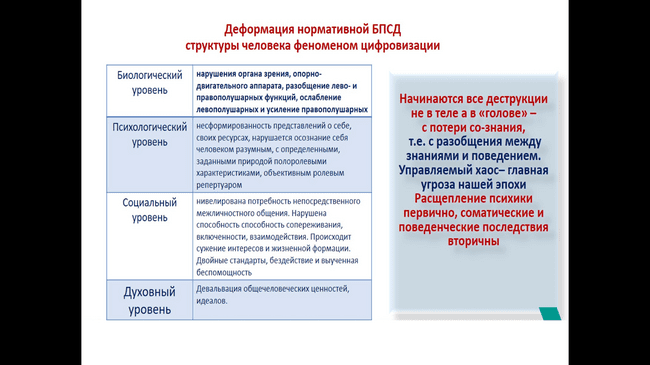 Деформация нормативной БПСД
структуры человека феноменом цифровизации
Биологический
уровень
нарушения органа зрения, опорно-
двигательного аппарата, разобщение лево- и
правополушарных функций, ослабление
левополушарных и усиление правополушарных
Психологический
уровень
несформированность представлений о себе,
своих ресурсах, нарушается осознание себя
человеком разумным, с определенными,
заданными природой полоролевыми
характеристиками, объективным ролевым
репертуаром
Социальный
уровень
нивелирована потребность непосредственного
межличностного общения. Нарушена
способность способность сопереживания,
включенности, взаимодействия. Происходит
сужение интересов и жизненной формации.
Двойные стандарты, бездействие и выученная
беспомощность
Духовный
уровень
Девальвация общечеловеческих ценностей,
идеалов.
Начинаются все деструкции
не в теле а в «голове» –
с потери со-знания,
т.е. с разобщения между
знаниями и поведением.
Управляемый хаос– главная
угроза нашей эпохи
Расщепление психики
первично, соматические и
поведенческие последствия
вторичны